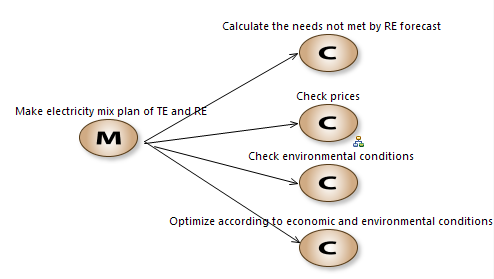 Calculate the needs not met by RE forecast
C
Check prices
Make electricity mix plan of TE and RE
C
M
Check environmental conditions
C
Optimize according to economic and environmental conditions
C